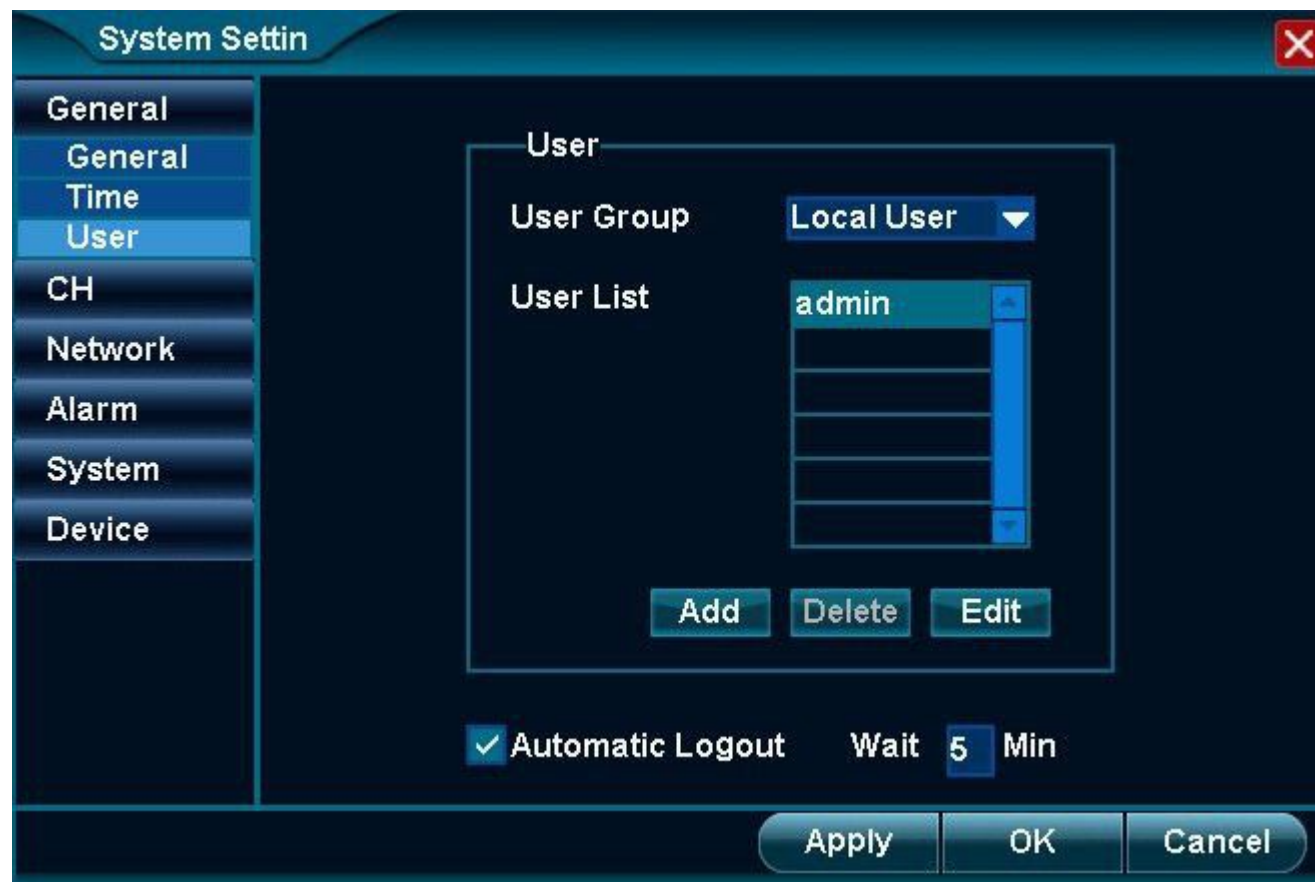 System Settin
General
General
Time
User
CH
Network
Alarm
System
Device
User
User Group Local User
User List admin
Add Delete Edit
Automatic Logout Wait 5 Min
Apply OK Cancel